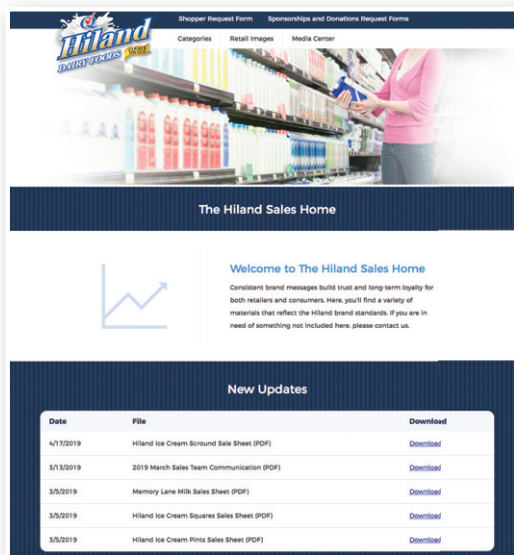 Shopper Request Form Sponsorships and Donations Request Forms
Hiland
DAIRY FOODS
Categories Retail Images Media Center
The Hiland Sales Home
Welcome to The Hiland Sales Home
Consistent brand messages build trust and long-term loyalty for
both retailers and consumers. Here, you'll find a variety of
materials that reflect the Hiland brand standards. If you are in
need of something not included here, please contact us.
New Updates
Date File Download
4/17/2019 Hiland Ice Cream Scround Sale Sheet (PDF) Download
3/13/2019 2019 March Sales Team Communication (PDF) Download
3/5/2019 Memory Lane Milk Sales Sheet (PDF) Download
3/5/2019 Hiland Ice Cream Squares Sales Sheet (PDF) Download
3/5/2019 Hiland Ice Cream Pints Sales Sheet (PDF) Download